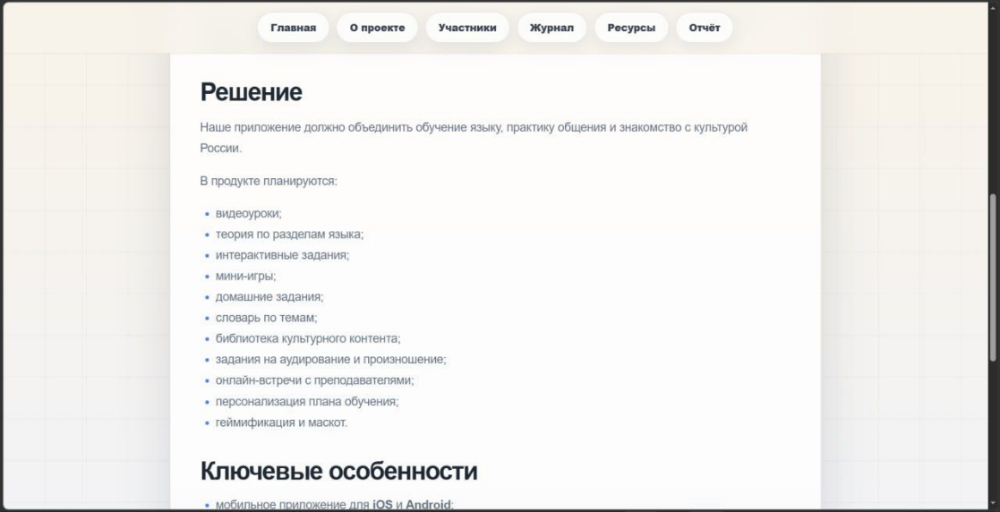 Главная О проекте Участники Журнал Ресурсы Отчёт
Решение
Наше приложение должно объединить обучение языку, практику общения и знакомство с культурой
России.
В продукте планируются:
• видеоуроки;
• теория по разделам языка;
• интерактивные задания;
• мини-игры;
• домашние задания;
• словарь по темам;
• библиотека культурного контента;
• задания на аудирование и произношение;
• онлайн-встречи с преподавателями;
• персонализация плана обучения;
• геймификация и маскот.
Ключевые особенности
• мобильное приложение для iOS и Android;